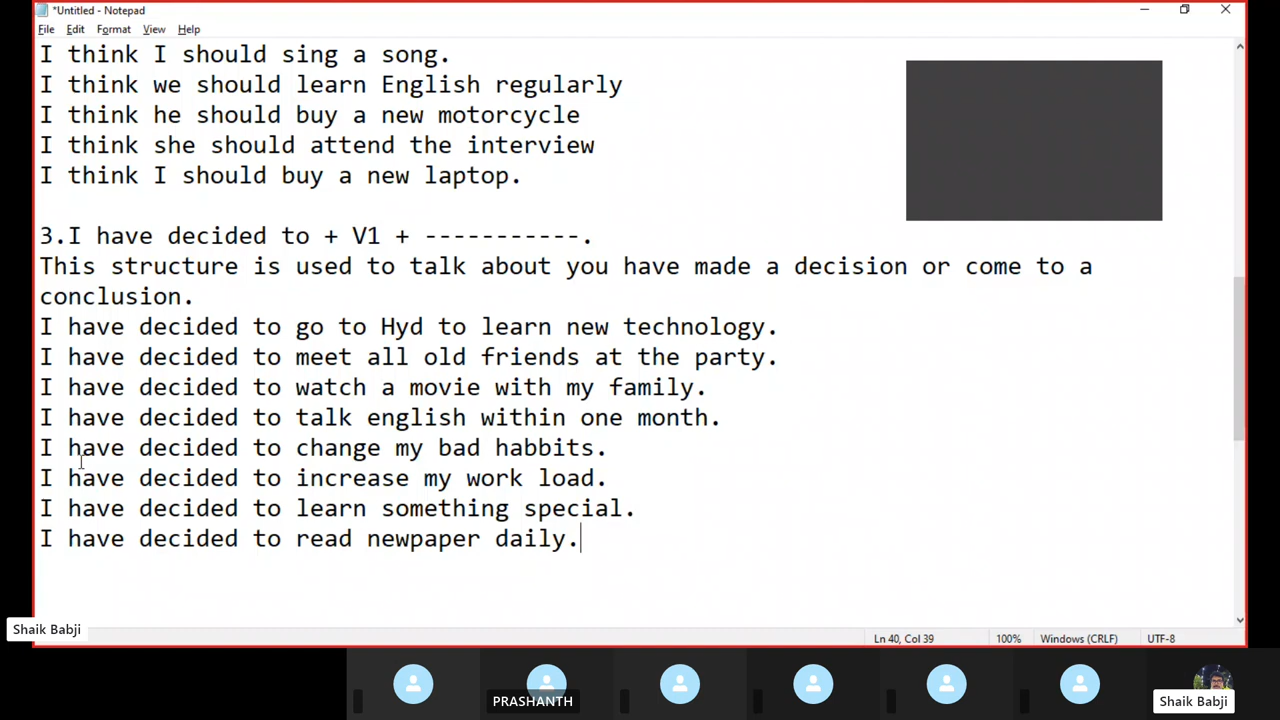 *Untitled - Notepad
File Edit Format View Help
I think I should sing a song.
I think we should learn English regularly
I think he should buy a new motorcycle
I think she should attend the interview
I think I should buy a new laptop.
3.I have decided to + V1 + -----------.
This structure is used to talk about you have made a decision or come to a
conclusion.
I have decided to go to Hyd to learn new technology.
I have decided to meet all old friends at the party.
I have decided to watch a movie with my family.
I have decided to talk english within one month.
I have decided to change my bad habbits.
I have decided to increase my work load.
I have decided to learn something special.
I have decided to read newpaper daily.
Shaik Babji
Ln 40, Col 39 100% Windows (CRLF) UTF-8
PRASHANTH
Shaik Babji